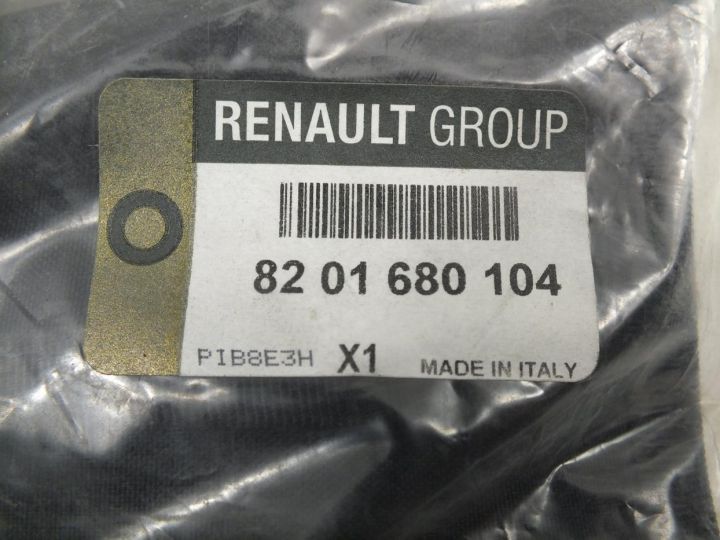 RENAULT GROUP
82 01 680 104
P1B8E3H X1 MADE IN ITALY